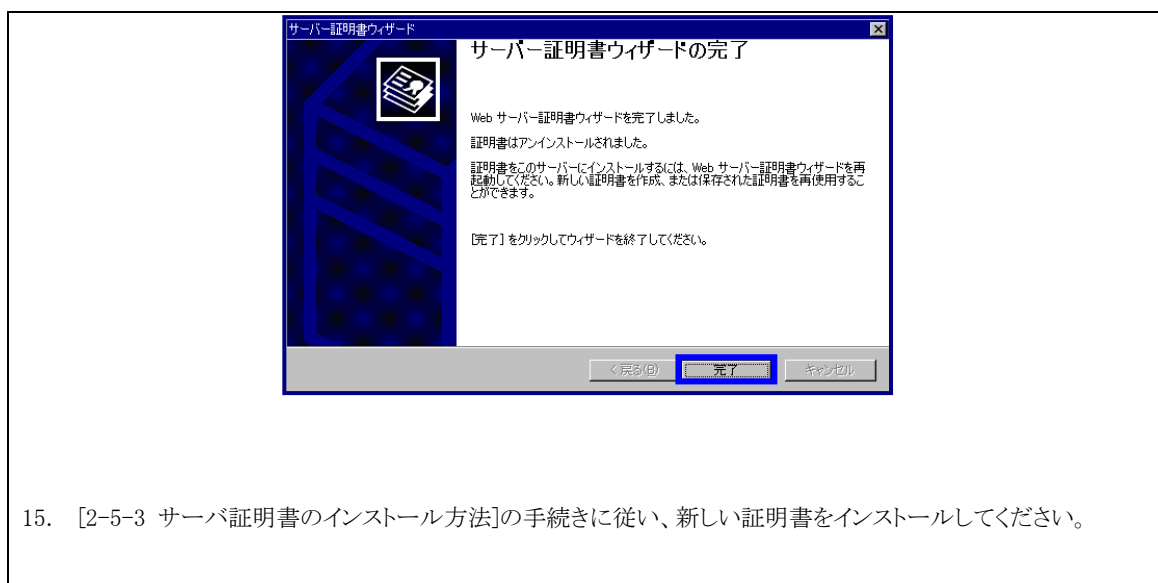 サーバー証明書ウィザード
サーバー証明書ウィザードの完了
Web サーバー証明書ウィザードを完了しました。
証明書はアンインストールされました。
証明書をこのサーバーにインストールするには、Web サーバー証明書ウィザードを再
起動してください。新しい証明書を作成、または保存された証明書を再使用するこ
とができます。
[完了] をクリックしてウィザードを終了してください。
< 戻る(B) 完了 キャンセル
15. [2-5-3 サーバ証明書のインストール方法]の手続きに従い、新しい証明書をインストールしてください。